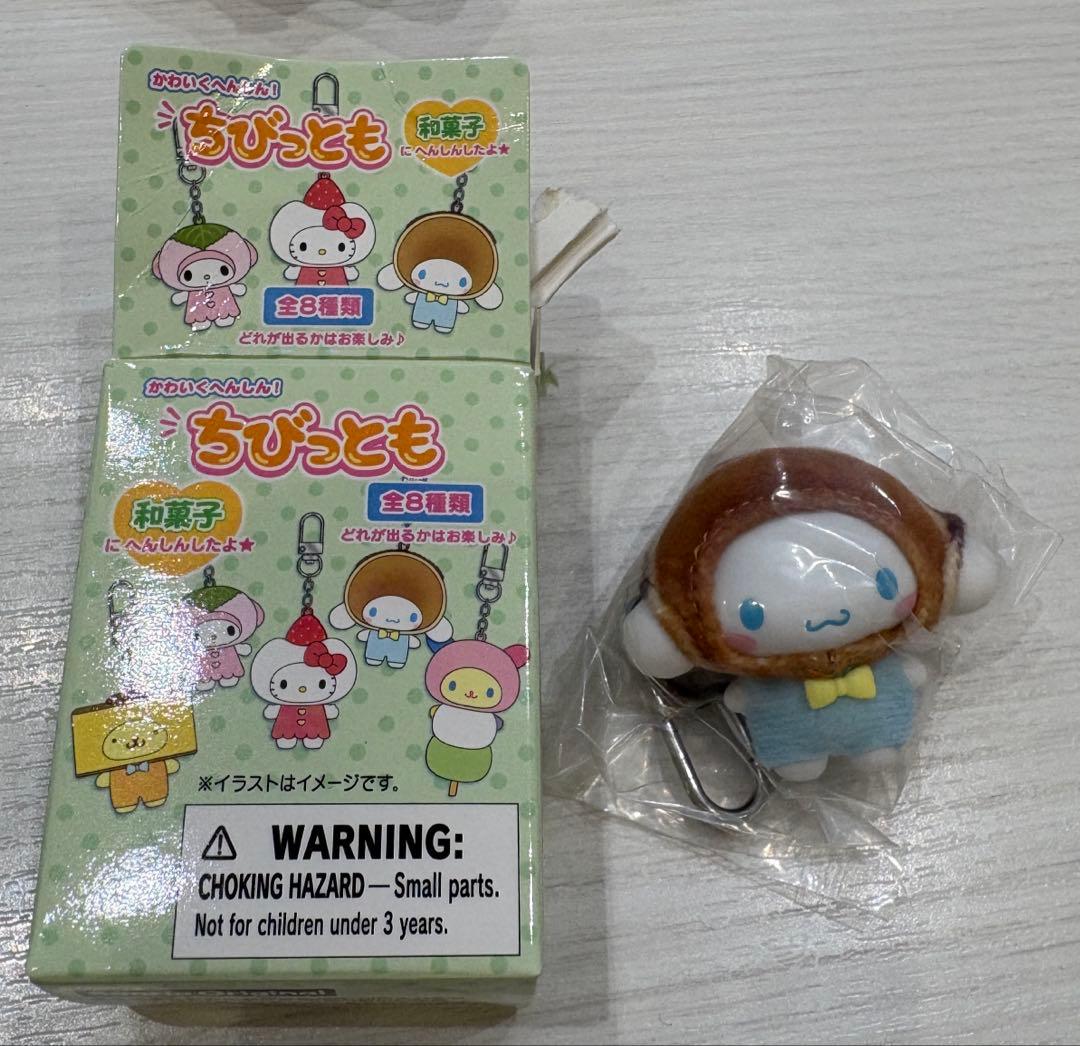 かわいくへんしん!
ちびっとも
和菓子
に へんしんしたよ★
全8種類
どれが出るかはお楽しみ♪
かわいくへんしん!
ちびっとも
和菓子
に へんしんしたよ★
全8種類
どれが出るかはお楽しみ♪
※イラストはイメージです。
WARNING:
CHOKING HAZARD — Small parts.
Not for children under 3 years.
Original